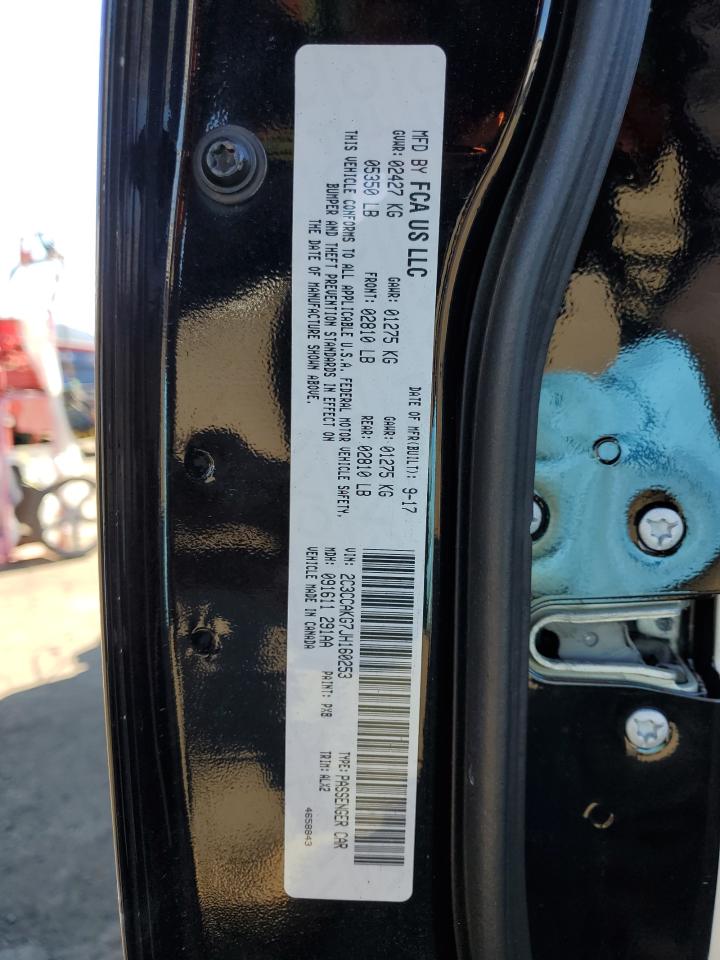 MFD BY FCA US LLC
DATE OF MFR(BUILT): 9-17
GVWR: 02427 KG
GAWR: 01275 KG
GAWR: 01275 KG
05350 LB
FRONT: 02810 LB
REAR: 02810 LB
THIS VEHICLE CONFORMS TO ALL APPLICABLE U.S.A. FEDERAL MOTOR VEHICLE SAFETY,
BUMPER AND THEFT PREVENTION STANDARDS IN EFFECT ON
THE DATE OF MANUFACTURE SHOWN ABOVE.
VIN: 2C3CCAKG7JH160253
TYPE: PASSENGER CAR
MDH: 091611 291AA
PAINT: PX8
TRIM: ALX2
VEHICLE MADE IN CANADA
4658843